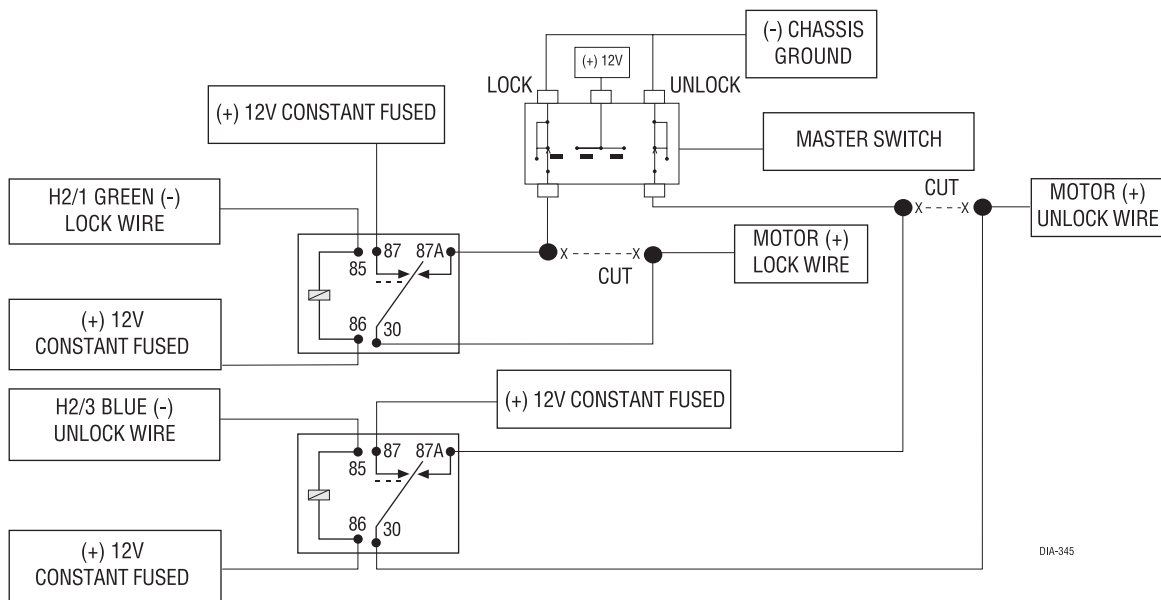 (-) CHASSIS
GROUND
(+) 12V
LOCK
UNLOCK
(+) 12V CONSTANT FUSED
MASTER SWITCH
H2/1 GREEN (-)
LOCK WIRE
CUT
MOTOR (+)
UNLOCK WIRE
X
X
85
87
87A
X
X
CUT
MOTOR (+)
LOCK WIRE
(+) 12V
CONSTANT FUSED
86
30
H2/3 BLUE (-)
UNLOCK WIRE
(+) 12V CONSTANT FUSED
85
87
87A
86
30
(+) 12V
CONSTANT FUSED
DIA-345